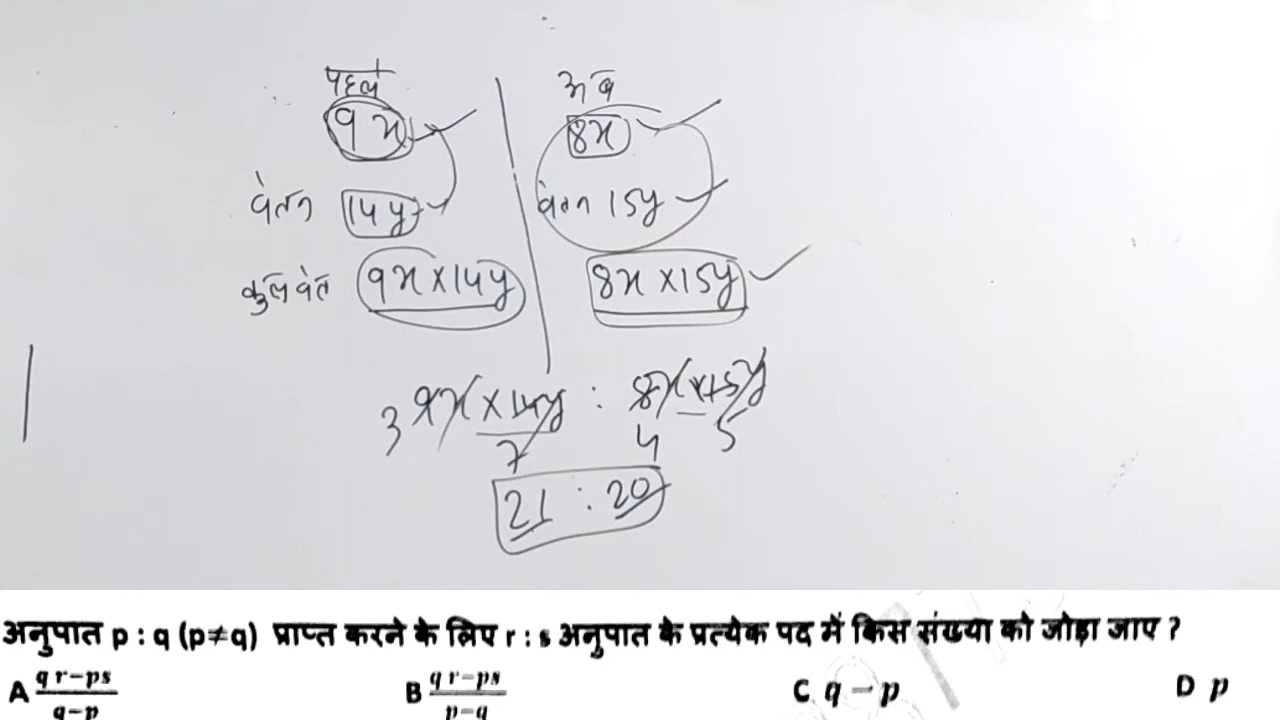 पहले अब
9x 8x
वेतन 14y वेतन 15y
कुल वेत 9x×14y 8x×15y
9x×14y : 8x×15y
3 7 4 5
21 : 20
अनुपात p : q (p≠q) प्राप्त करने के लिए r : s अनुपात के प्रत्येक पद में किस संख्या को जोड़ा जाए ?
A (qr−ps)/(q−p) B (qr−ps)/(p−q) C q − p D p